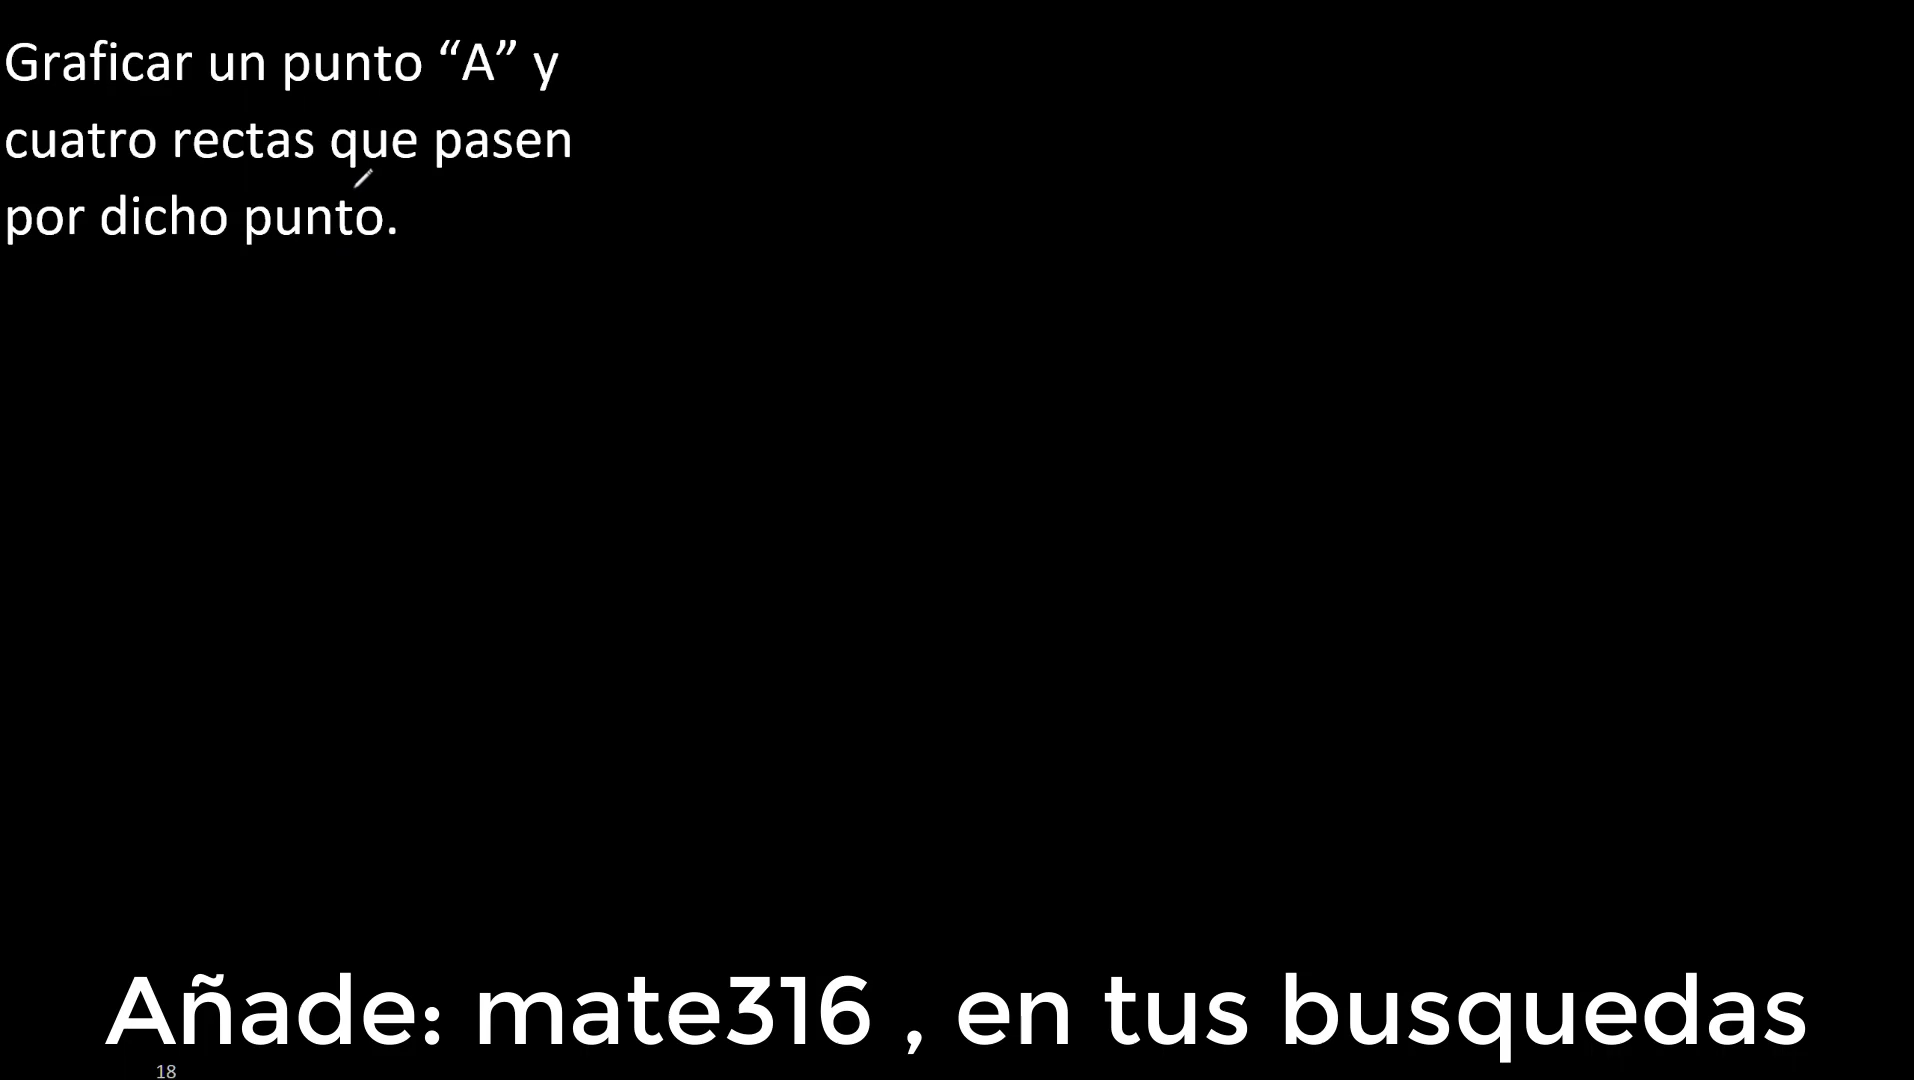 Graficar un punto “A” y
cuatro rectas que pasen
por dicho punto.
Añade: mate316 , en tus busquedas
18